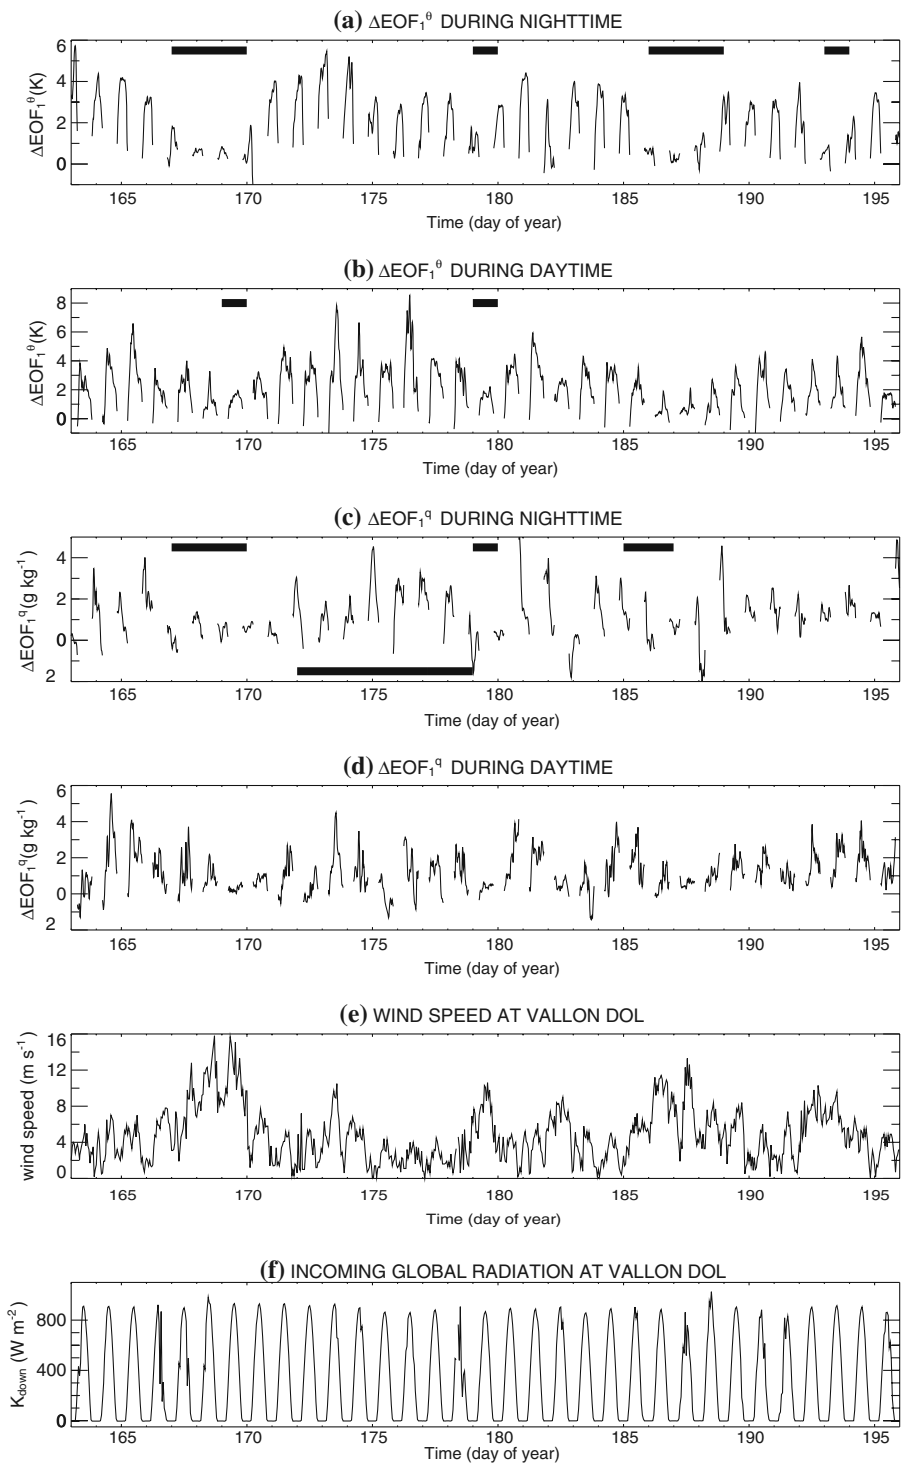 (a) ΔEOF₁ᶿ DURING NIGHTTIME
ΔEOF₁ᶿ(K)
6
4
2
0
165 170 175 180 185 190 195
Time (day of year)
(b) ΔEOF₁ᶿ DURING DAYTIME
ΔEOF₁ᶿ(K)
8
6
4
2
0
165 170 175 180 185 190 195
Time (day of year)
(c) ΔEOF₁^q DURING NIGHTTIME
ΔEOF₁^q(g kg⁻¹)
4
2
0
2
165 170 175 180 185 190 195
Time (day of year)
(d) ΔEOF₁^q DURING DAYTIME
ΔEOF₁^q(g kg⁻¹)
6
4
2
0
2
165 170 175 180 185 190 195
Time (day of year)
(e) WIND SPEED AT VALLON DOL
wind speed (m s⁻¹)
16
12
8
4
0
165 170 175 180 185 190 195
Time (day of year)
(f) INCOMING GLOBAL RADIATION AT VALLON DOL
K_down (W m⁻²)
800
400
0
165 170 175 180 185 190 195
Time (day of year)